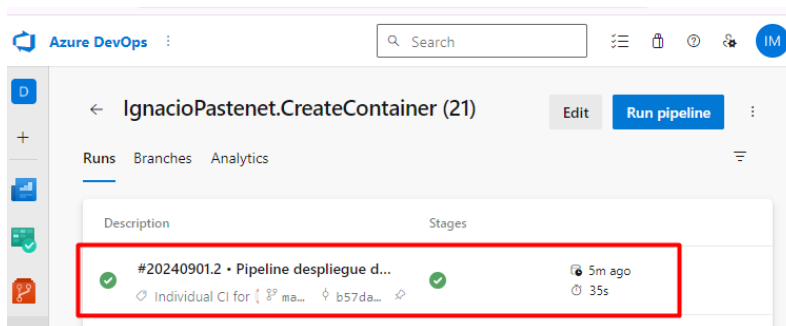 Azure DevOps
Search
IM
D
IgnacioPastenet.CreateContainer (21)
Edit
Run pipeline
Runs Branches Analytics
Description Stages
#20240901.2 • Pipeline despliegue d...
5m ago
Individual CI for ma... b57da...
35s